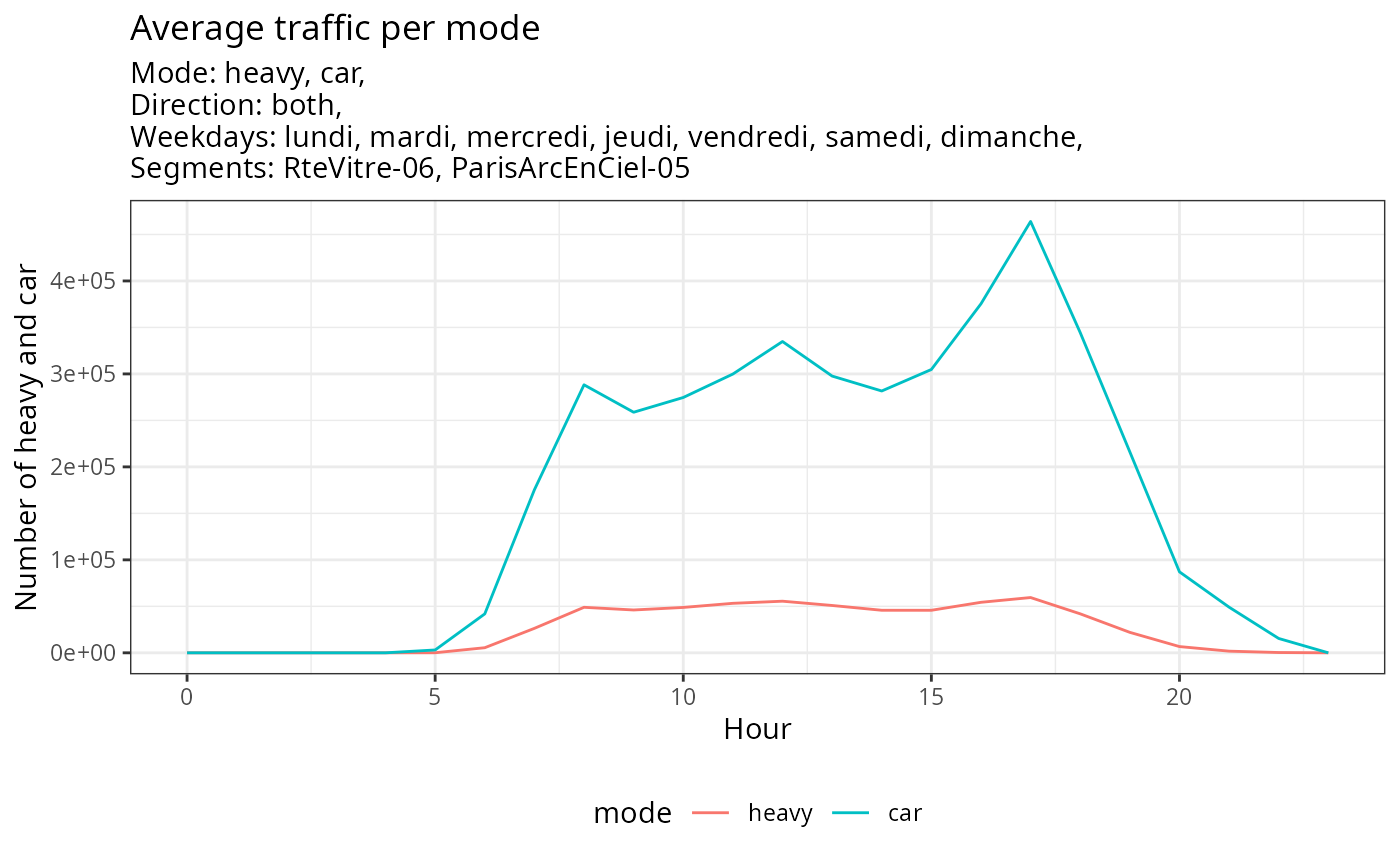 Average traffic per mode
Mode: heavy, car,
Direction: both,
Weekdays: lundi, mardi, mercredi, jeudi, vendredi, samedi, dimanche,
Segments: RteVitre-06, ParisArcEnCiel-05
Number of heavy and car
4e+05
3e+05
2e+05
1e+05
0e+00
0 5 10 15 20
Hour
mode heavy car